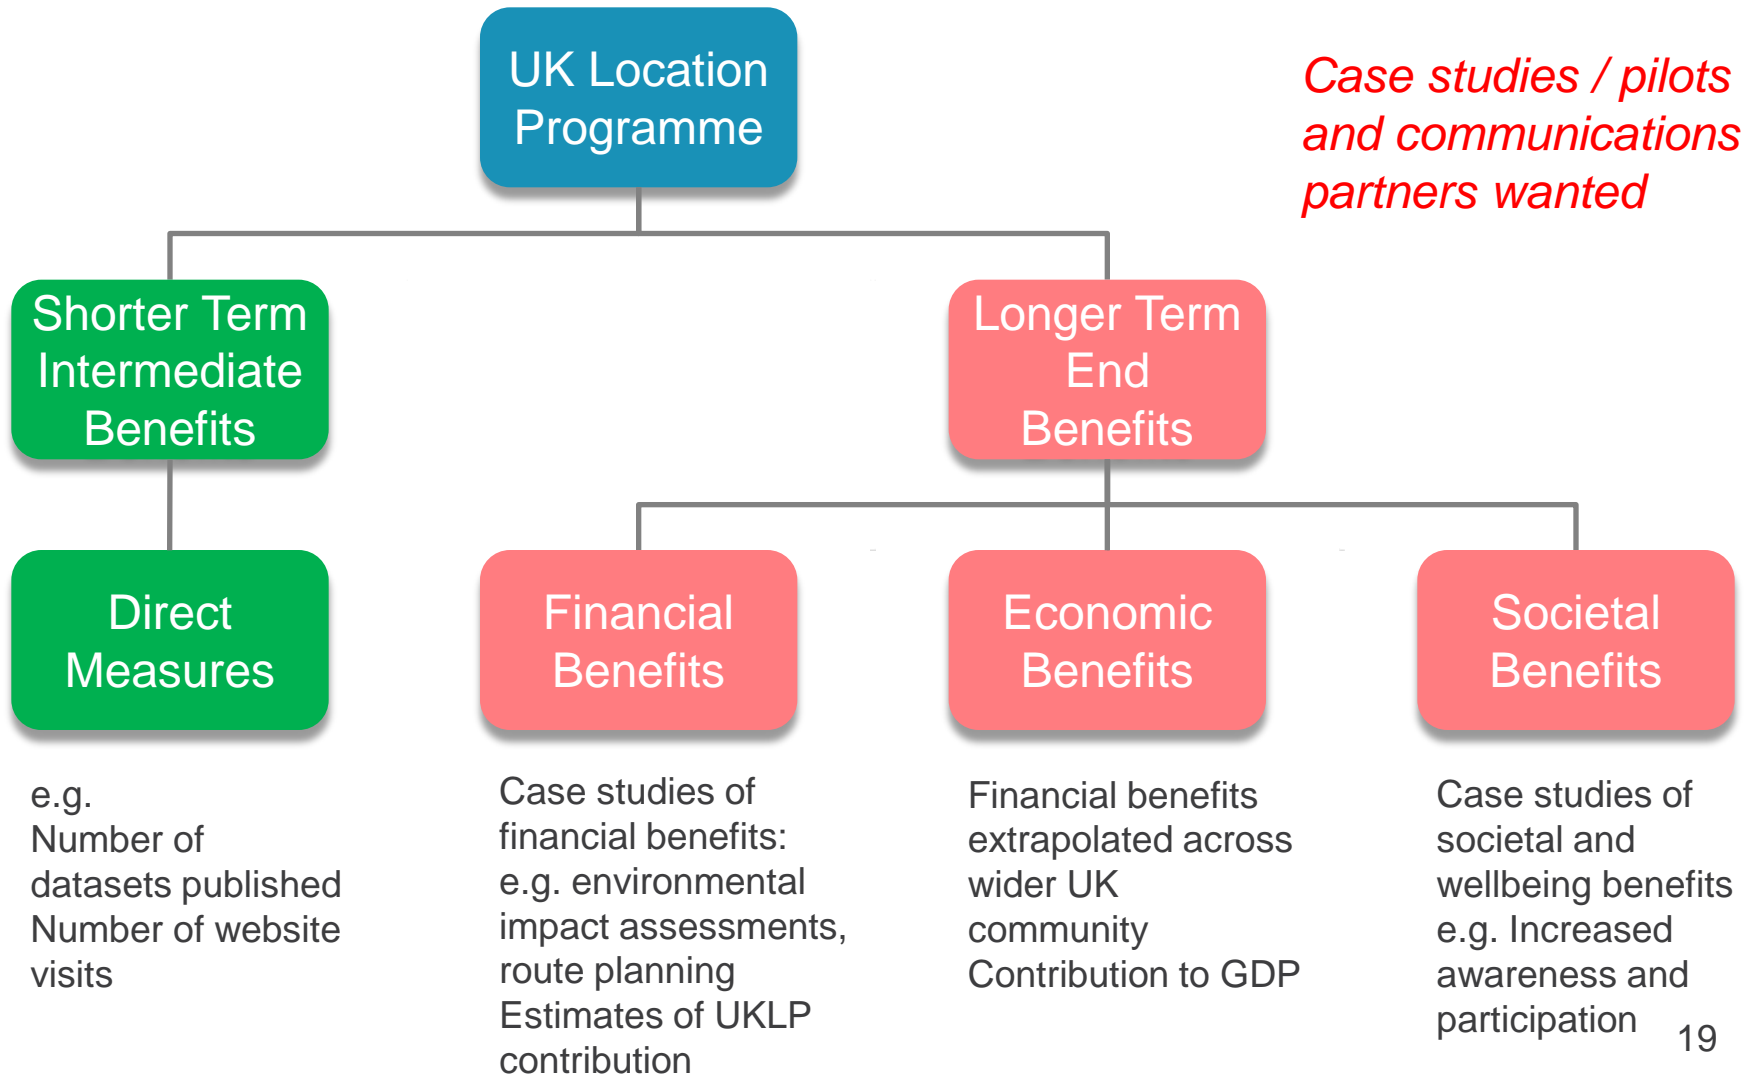 UK Location
Programme
Case studies / pilots
and communications
partners wanted
Shorter Term
Intermediate
Benefits
Longer Term
End
Benefits
Direct
Measures
Financial
Benefits
Economic
Benefits
Societal
Benefits
e.g.
Number of
datasets published
Number of website
visits
Case studies of
financial benefits:
e.g. environmental
impact assessments,
route planning
Estimates of UKLP
contribution
Financial benefits
extrapolated across
wider UK
community
Contribution to GDP
Case studies of
societal and
wellbeing benefits
e.g. Increased
awareness and
participation
19